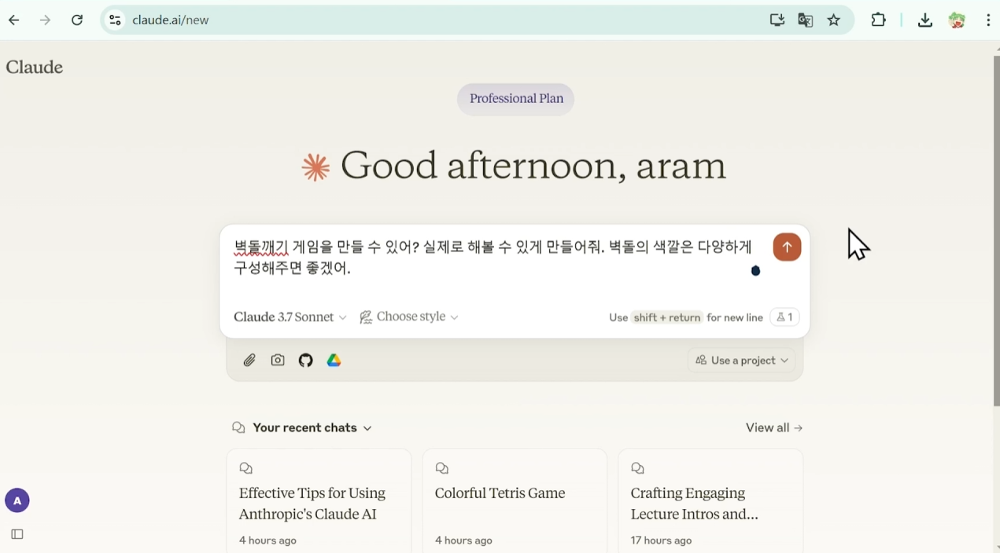 claude.ai/new
Claude
Professional Plan
Good afternoon, aram
벽돌깨기 게임을 만들 수 있어? 실제로 해볼 수 있게 만들어줘. 벽돌의 색깔은 다양하게
구성해주면 좋겠어.
Claude 3.7 Sonnet
Choose style
Use shift + return for new line
1
Use a project
Your recent chats
View all →
Effective Tips for Using
Anthropic's Claude AI
4 hours ago
Colorful Tetris Game
4 hours ago
Crafting Engaging
Lecture Intros and...
17 hours ago
A